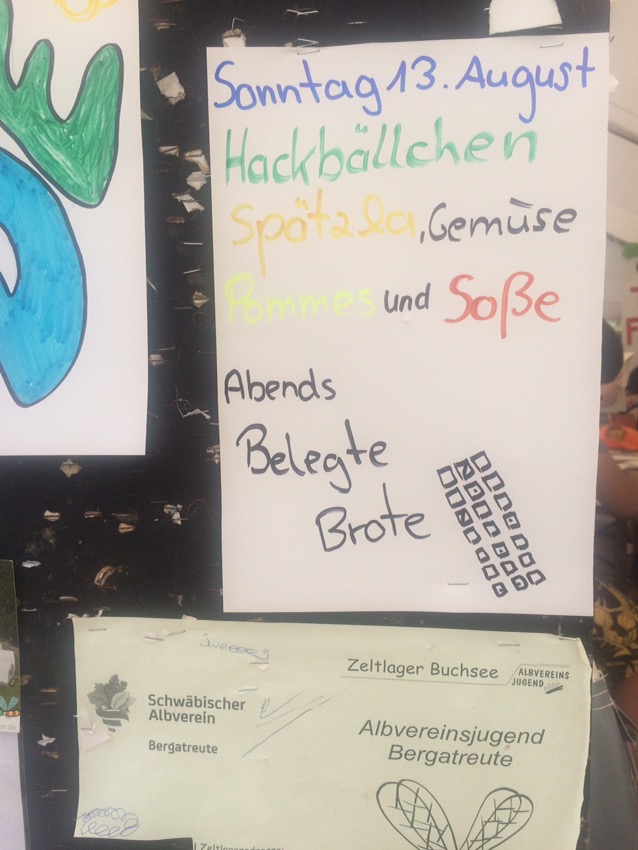 Sonntag 13. August
Hackbällchen
Spätzla, Gemüse
Pommes und Soße
Abends
Belegte
Brote
Zeltlager Buchsee
ALBVEREINS
JUGEND
Schwäbischer
Albverein
Bergatreute
Albvereinsjugend
Bergatreute